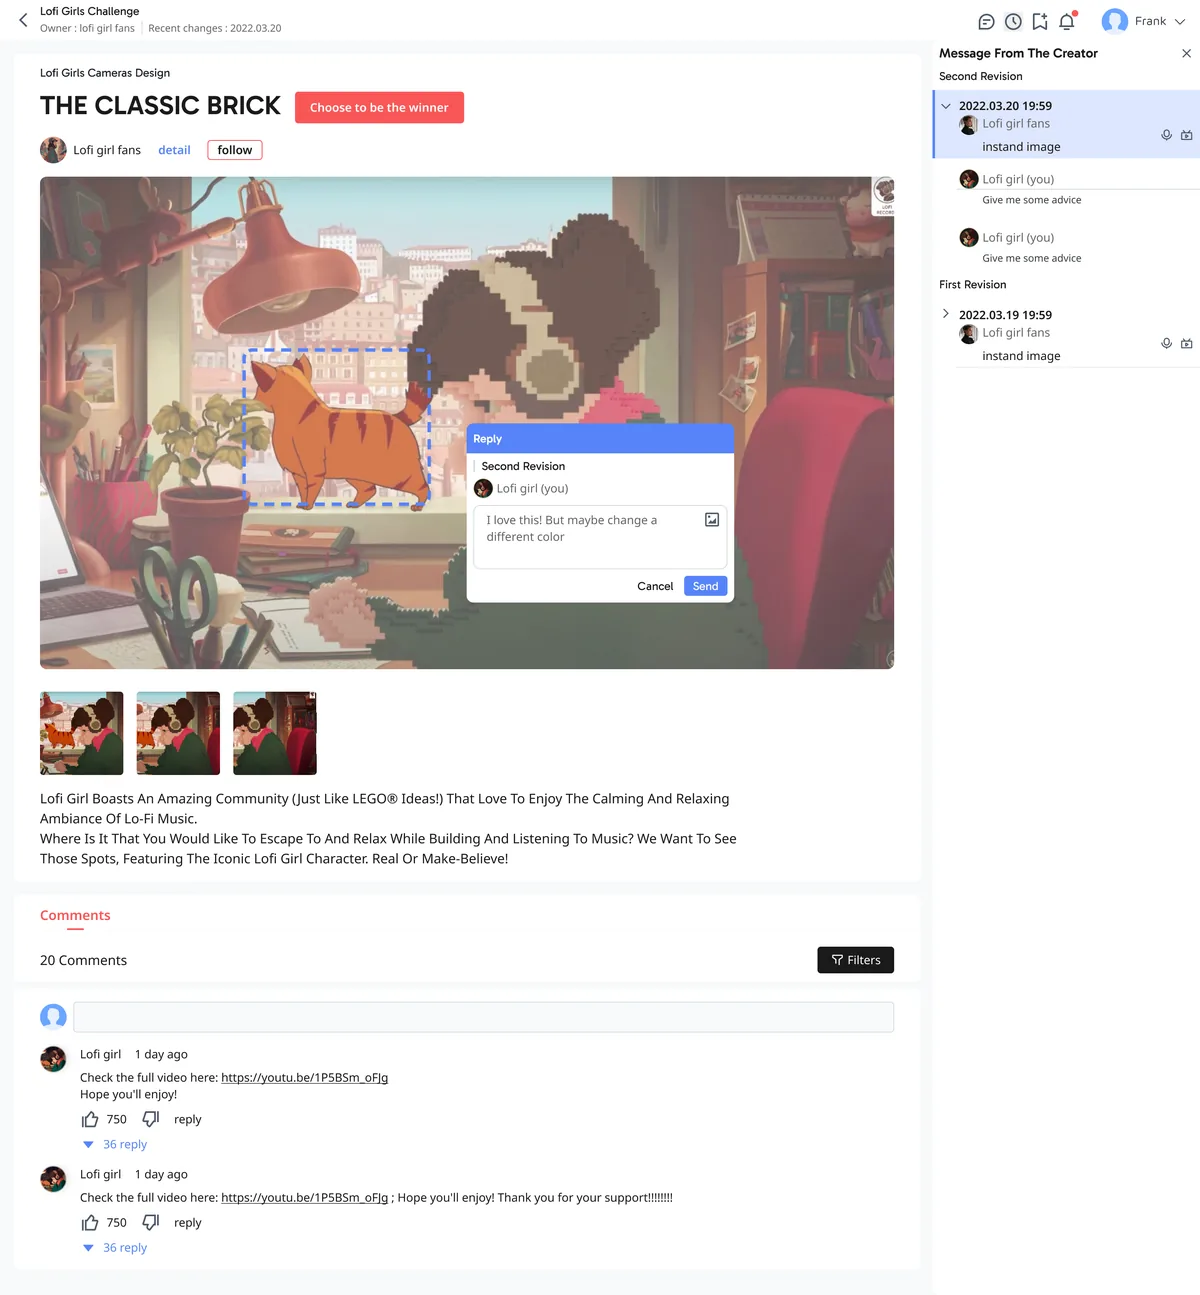 Lofi Girls Challenge
Owner : lofi girl fans
Recent changes : 2022.03.20
Frank
Lofi Girls Cameras Design
THE CLASSIC BRICK
Choose to be the winner
Lofi girl fans
detail
follow
LOFI
RECORDS
Reply
Second Revision
Lofi girl (you)
I love this! But maybe change a
different color
Cancel
Send
Lofi Girl Boasts An Amazing Community (Just Like LEGO® Ideas!) That Love To Enjoy The Calming And Relaxing
Ambiance Of Lo-Fi Music.
Where Is It That You Would Like To Escape To And Relax While Building And Listening To Music? We Want To See
Those Spots, Featuring The Iconic Lofi Girl Character. Real Or Make-Believe!
Comments
20 Comments
Filters
Lofi girl 1 day ago
Check the full video here: https://youtu.be/1P5BSm_oFJg
Hope you'll enjoy!
750
reply
36 reply
Lofi girl 1 day ago
Check the full video here: https://youtu.be/1P5BSm_oFJg ; Hope you'll enjoy! Thank you for your support!!!!!!!!
750
reply
36 reply
Message From The Creator
Second Revision
2022.03.20 19:59
Lofi girl fans
instand image
Lofi girl (you)
Give me some advice
Lofi girl (you)
Give me some advice
First Revision
2022.03.19 19:59
Lofi girl fans
instand image